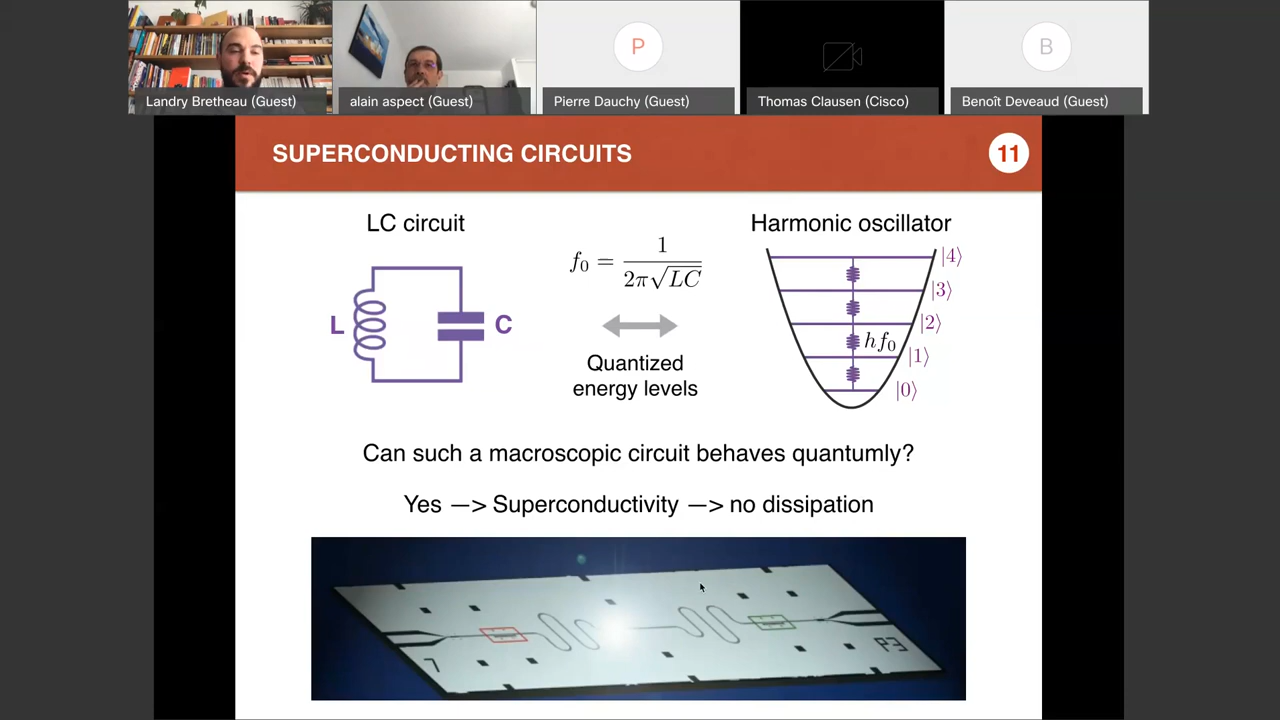 P
B
Landry Bretheau (Guest)
alain aspect (Guest)
Pierre Dauchy (Guest)
Thomas Clausen (Cisco)
Benoît Deveaud (Guest)
SUPERCONDUCTING CIRCUITS
11
LC circuit
Harmonic oscillator
f₀ = 1 / 2π√LC
L
C
|4⟩
|3⟩
|2⟩
hf₀
|1⟩
|0⟩
Quantized
energy levels
Can such a macroscopic circuit behaves quantumly?
Yes —> Superconductivity —> no dissipation
7
P3